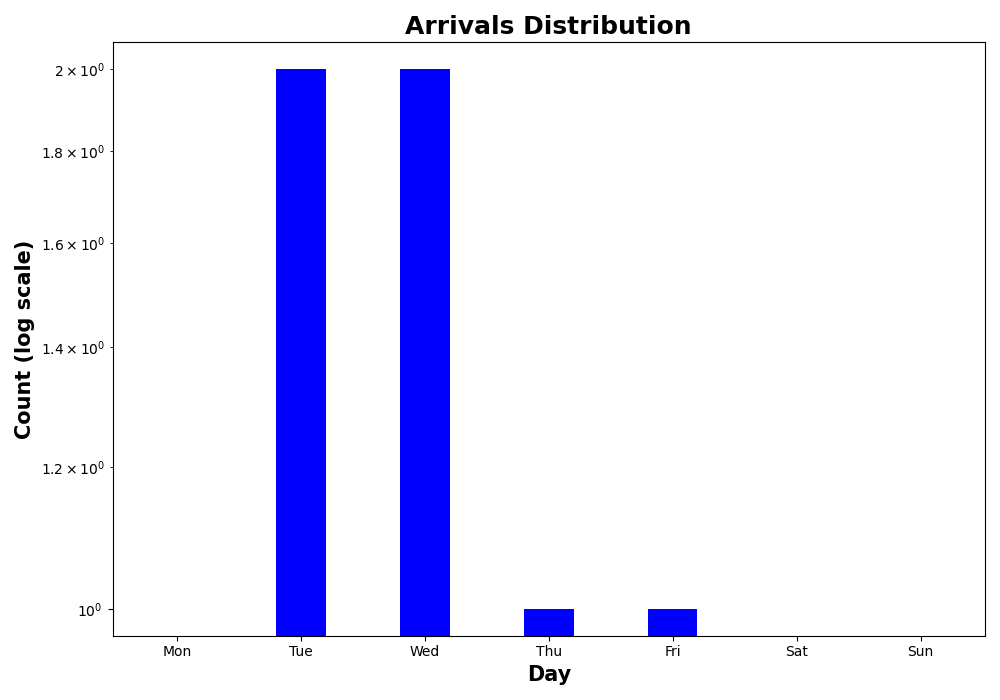 Arrivals Distribution
2 × 10⁰
1.8 × 10⁰
1.6 × 10⁰
1.4 × 10⁰
1.2 × 10⁰
10⁰
Count (log scale)
Mon Tue Wed Thu Fri Sat Sun
Day